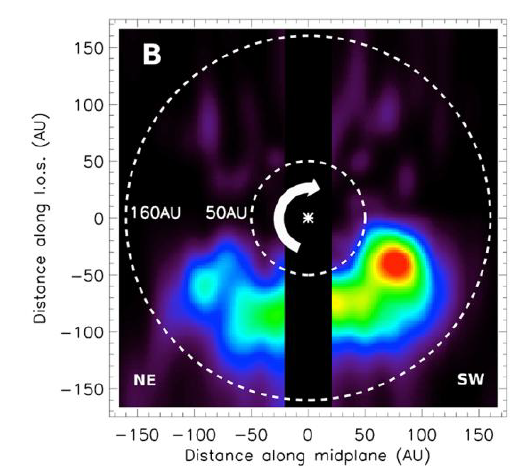 B
150
100
50
0
−50
−100
−150
Distance along l.o.s. (AU)
160AU 50AU
*
NE SW
−150 −100 −50 0 50 100 150
Distance along midplane (AU)